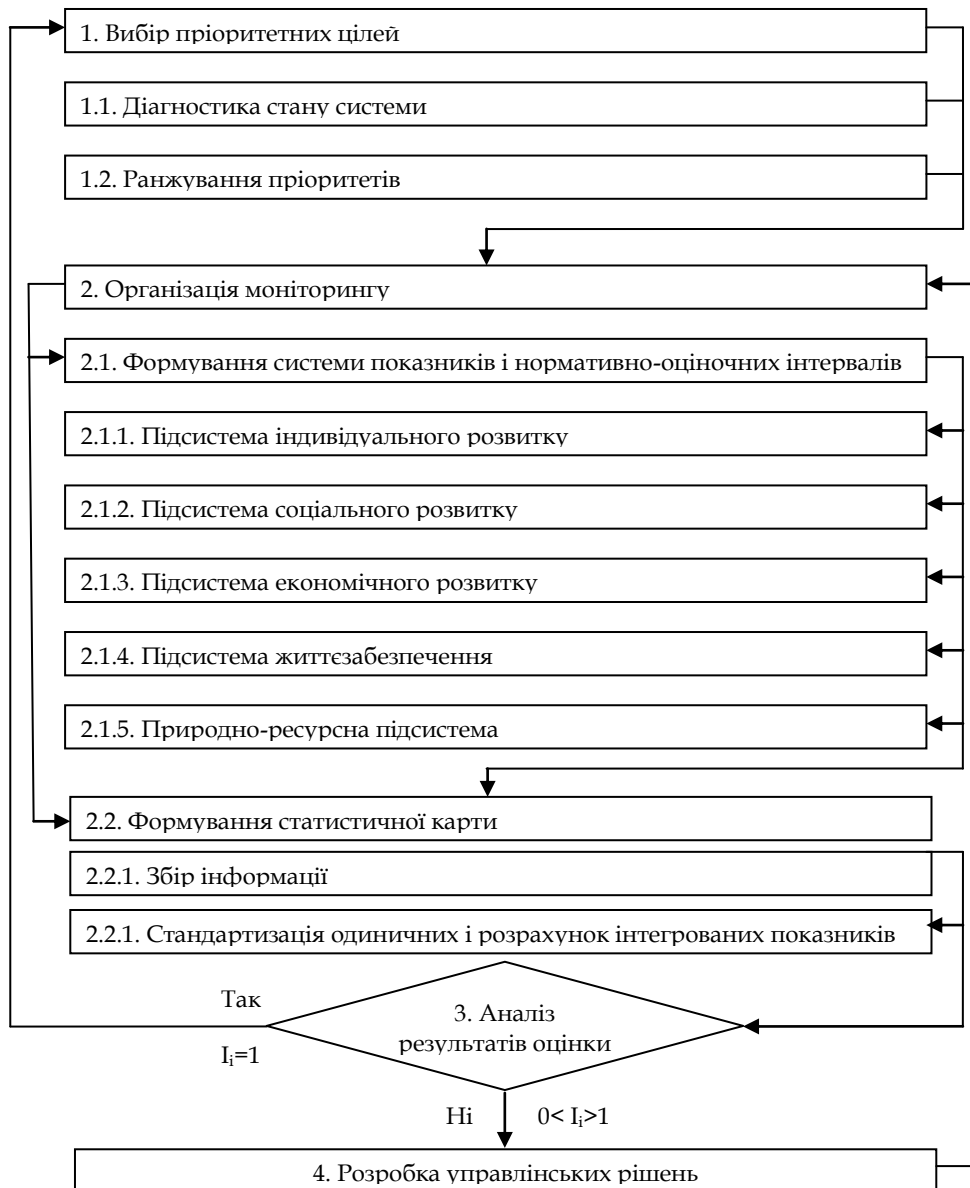 1. Вибір пріоритетних цілей
1.1. Діагностика стану системи
1.2. Ранжування пріоритетів
2. Організація моніторингу
2.1. Формування системи показників і нормативно-оціночних інтервалів
2.1.1. Підсистема індивідуального розвитку
2.1.2. Підсистема соціального розвитку
2.1.3. Підсистема економічного розвитку
2.1.4. Підсистема життєзабезпечення
2.1.5. Природно-ресурсна підсистема
2.2. Формування статистичної карти
2.2.1. Збір інформації
2.2.1. Стандартизація одиничних і розрахунок інтегрованих показників
Так
3. Аналіз
результатів оцінки
Ii=1
Ні 0< Ii>1
4. Розробка управлінських рішень